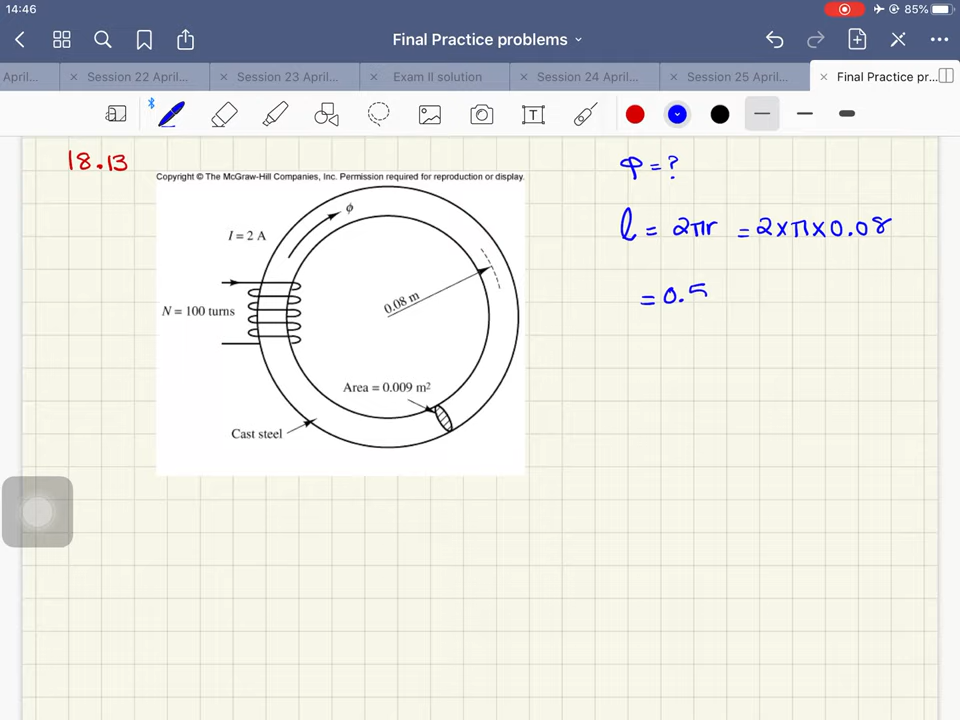 14:46
85%
Final Practice problems
April...
Session 22 April...
Session 23 April...
Exam II solution
Session 24 April...
Session 25 April...
Final Practice pr...
18.13
Copyright © The McGraw-Hill Companies, Inc. Permission required for reproduction or display.
ϕ
I = 2 A
N = 100 turns
0.08 m
Area = 0.009 m²
Cast steel
φ = ?
l = 2πr = 2×π×0.08
= 0.5